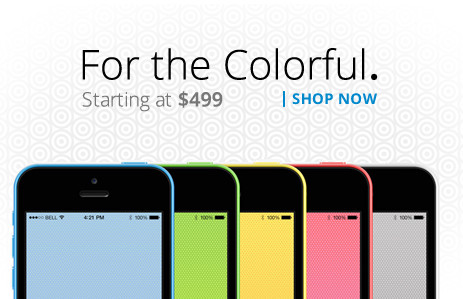 For the Colorful.
Starting at $499
| SHOP NOW
BELL 4:21 PM 100% 100% 100% 100% 100%